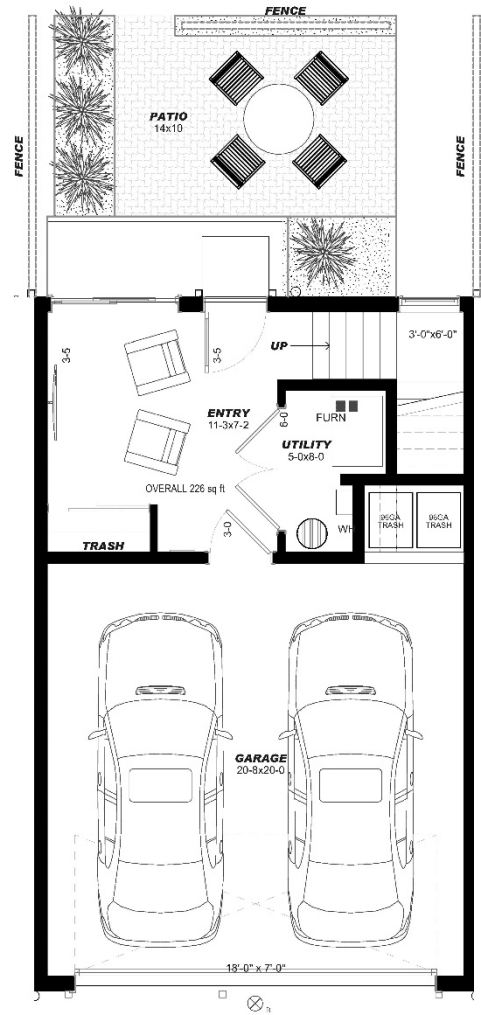 FENCE
PATIO
14x10
FENCE
FENCE
3'-0"x6'-0"
3-5
3-5
UP
ENTRY
11-3x7-2
6-0
FURN
UTILITY
5-0x8-0
OVERALL 226 sq ft
3-0
WH
96GA
TRASH
96GA
TRASH
TRASH
GARAGE
20-8x20-0
18'-0" x 7'-0"